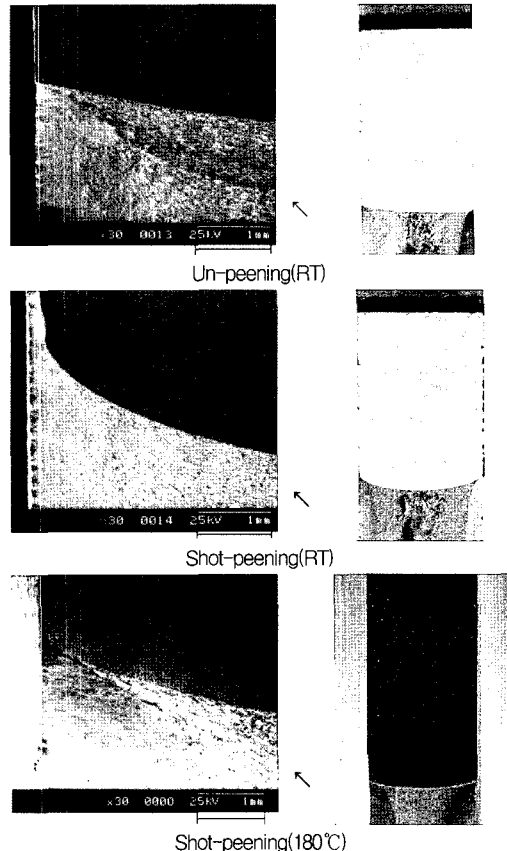 ×30 0013 25kV 1mm
Un-peening(RT)
×30 0014 25kV 1mm
Shot-peening(RT)
×30 0000 25kV 1mm
Shot-peening(180℃)